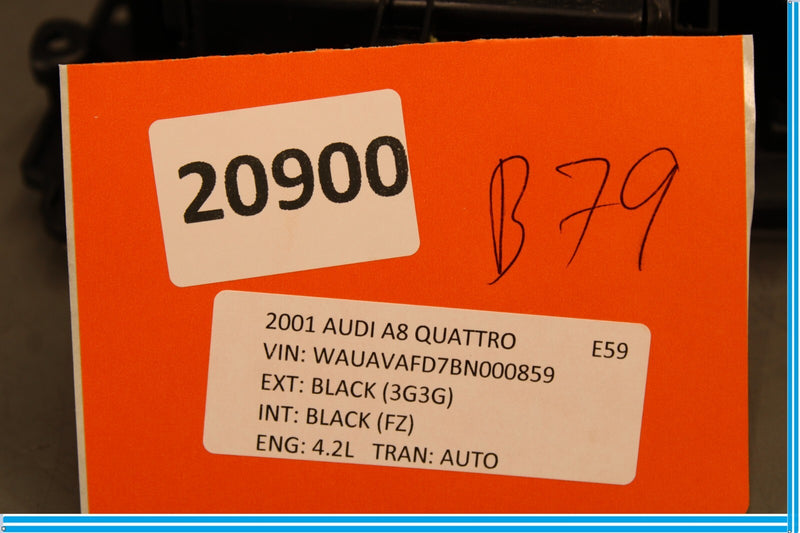 20900
B79
2001 AUDI A8 QUATTRO E59
VIN: WAUAVAFD7BN000859
EXT: BLACK (3G3G)
INT: BLACK (FZ)
ENG: 4.2L TRAN: AUTO